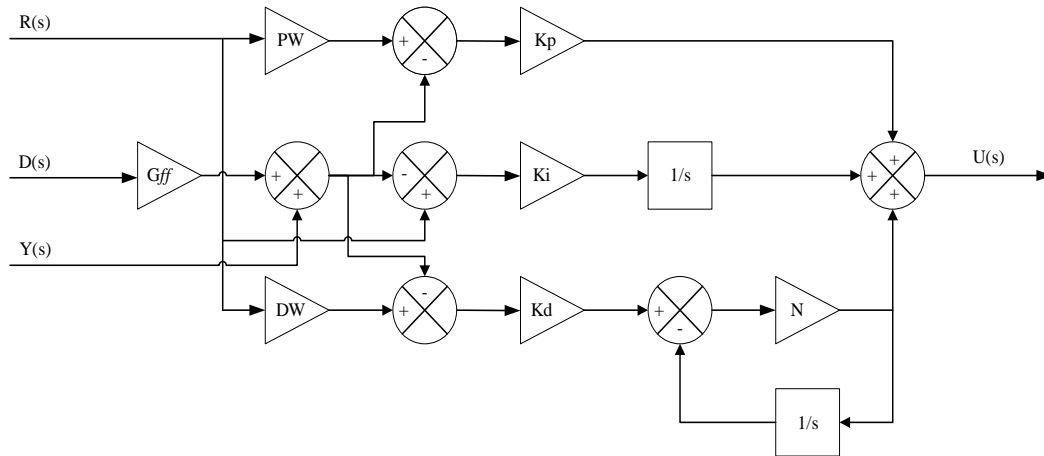 R(s)
PW
+
-
Kp
D(s)
Gff
+
+
-
+
Ki
1/s
+
+
+
U(s)
Y(s)
DW
-
+
Kd
+
-
N
1/s